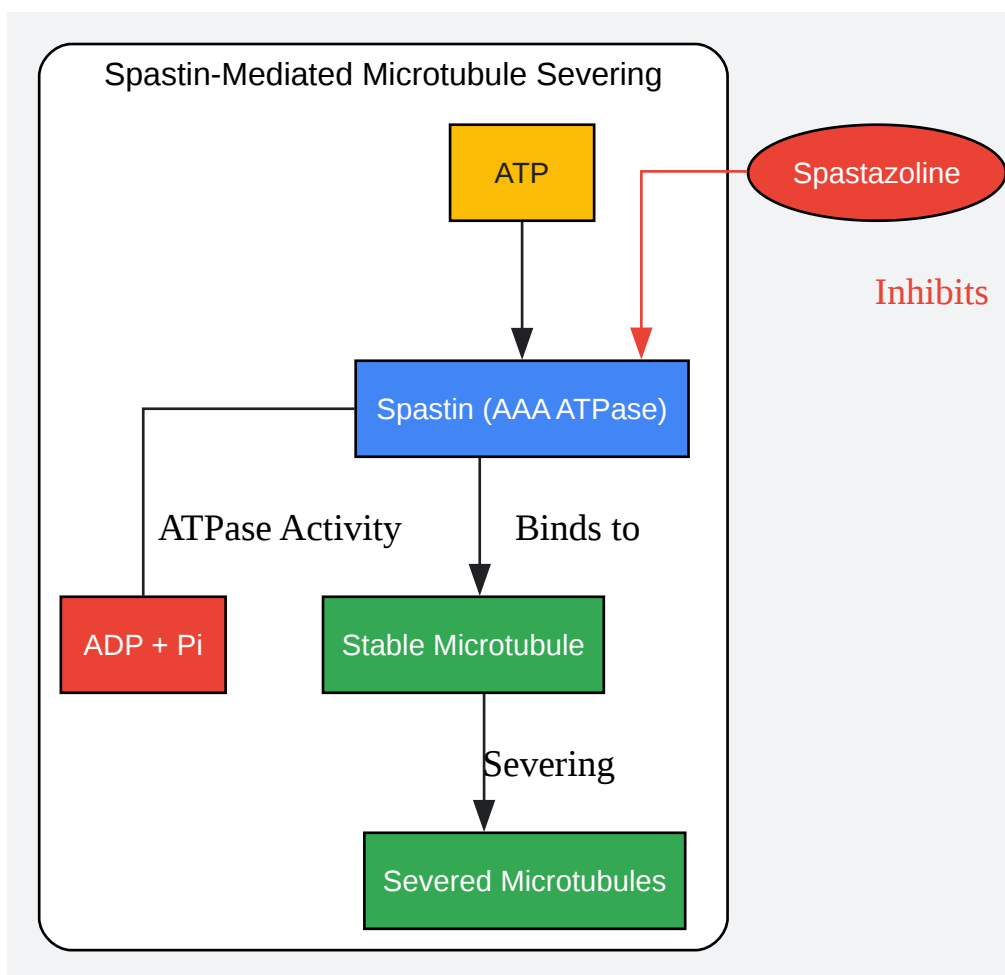 Spastin-Mediated Microtubule Severing
ATP
Spastazoline
Inhibits
Spastin (AAA ATPase)
ATPase Activity
Binds to
ADP + Pi
Stable Microtubule
Severing
Severed Microtubules